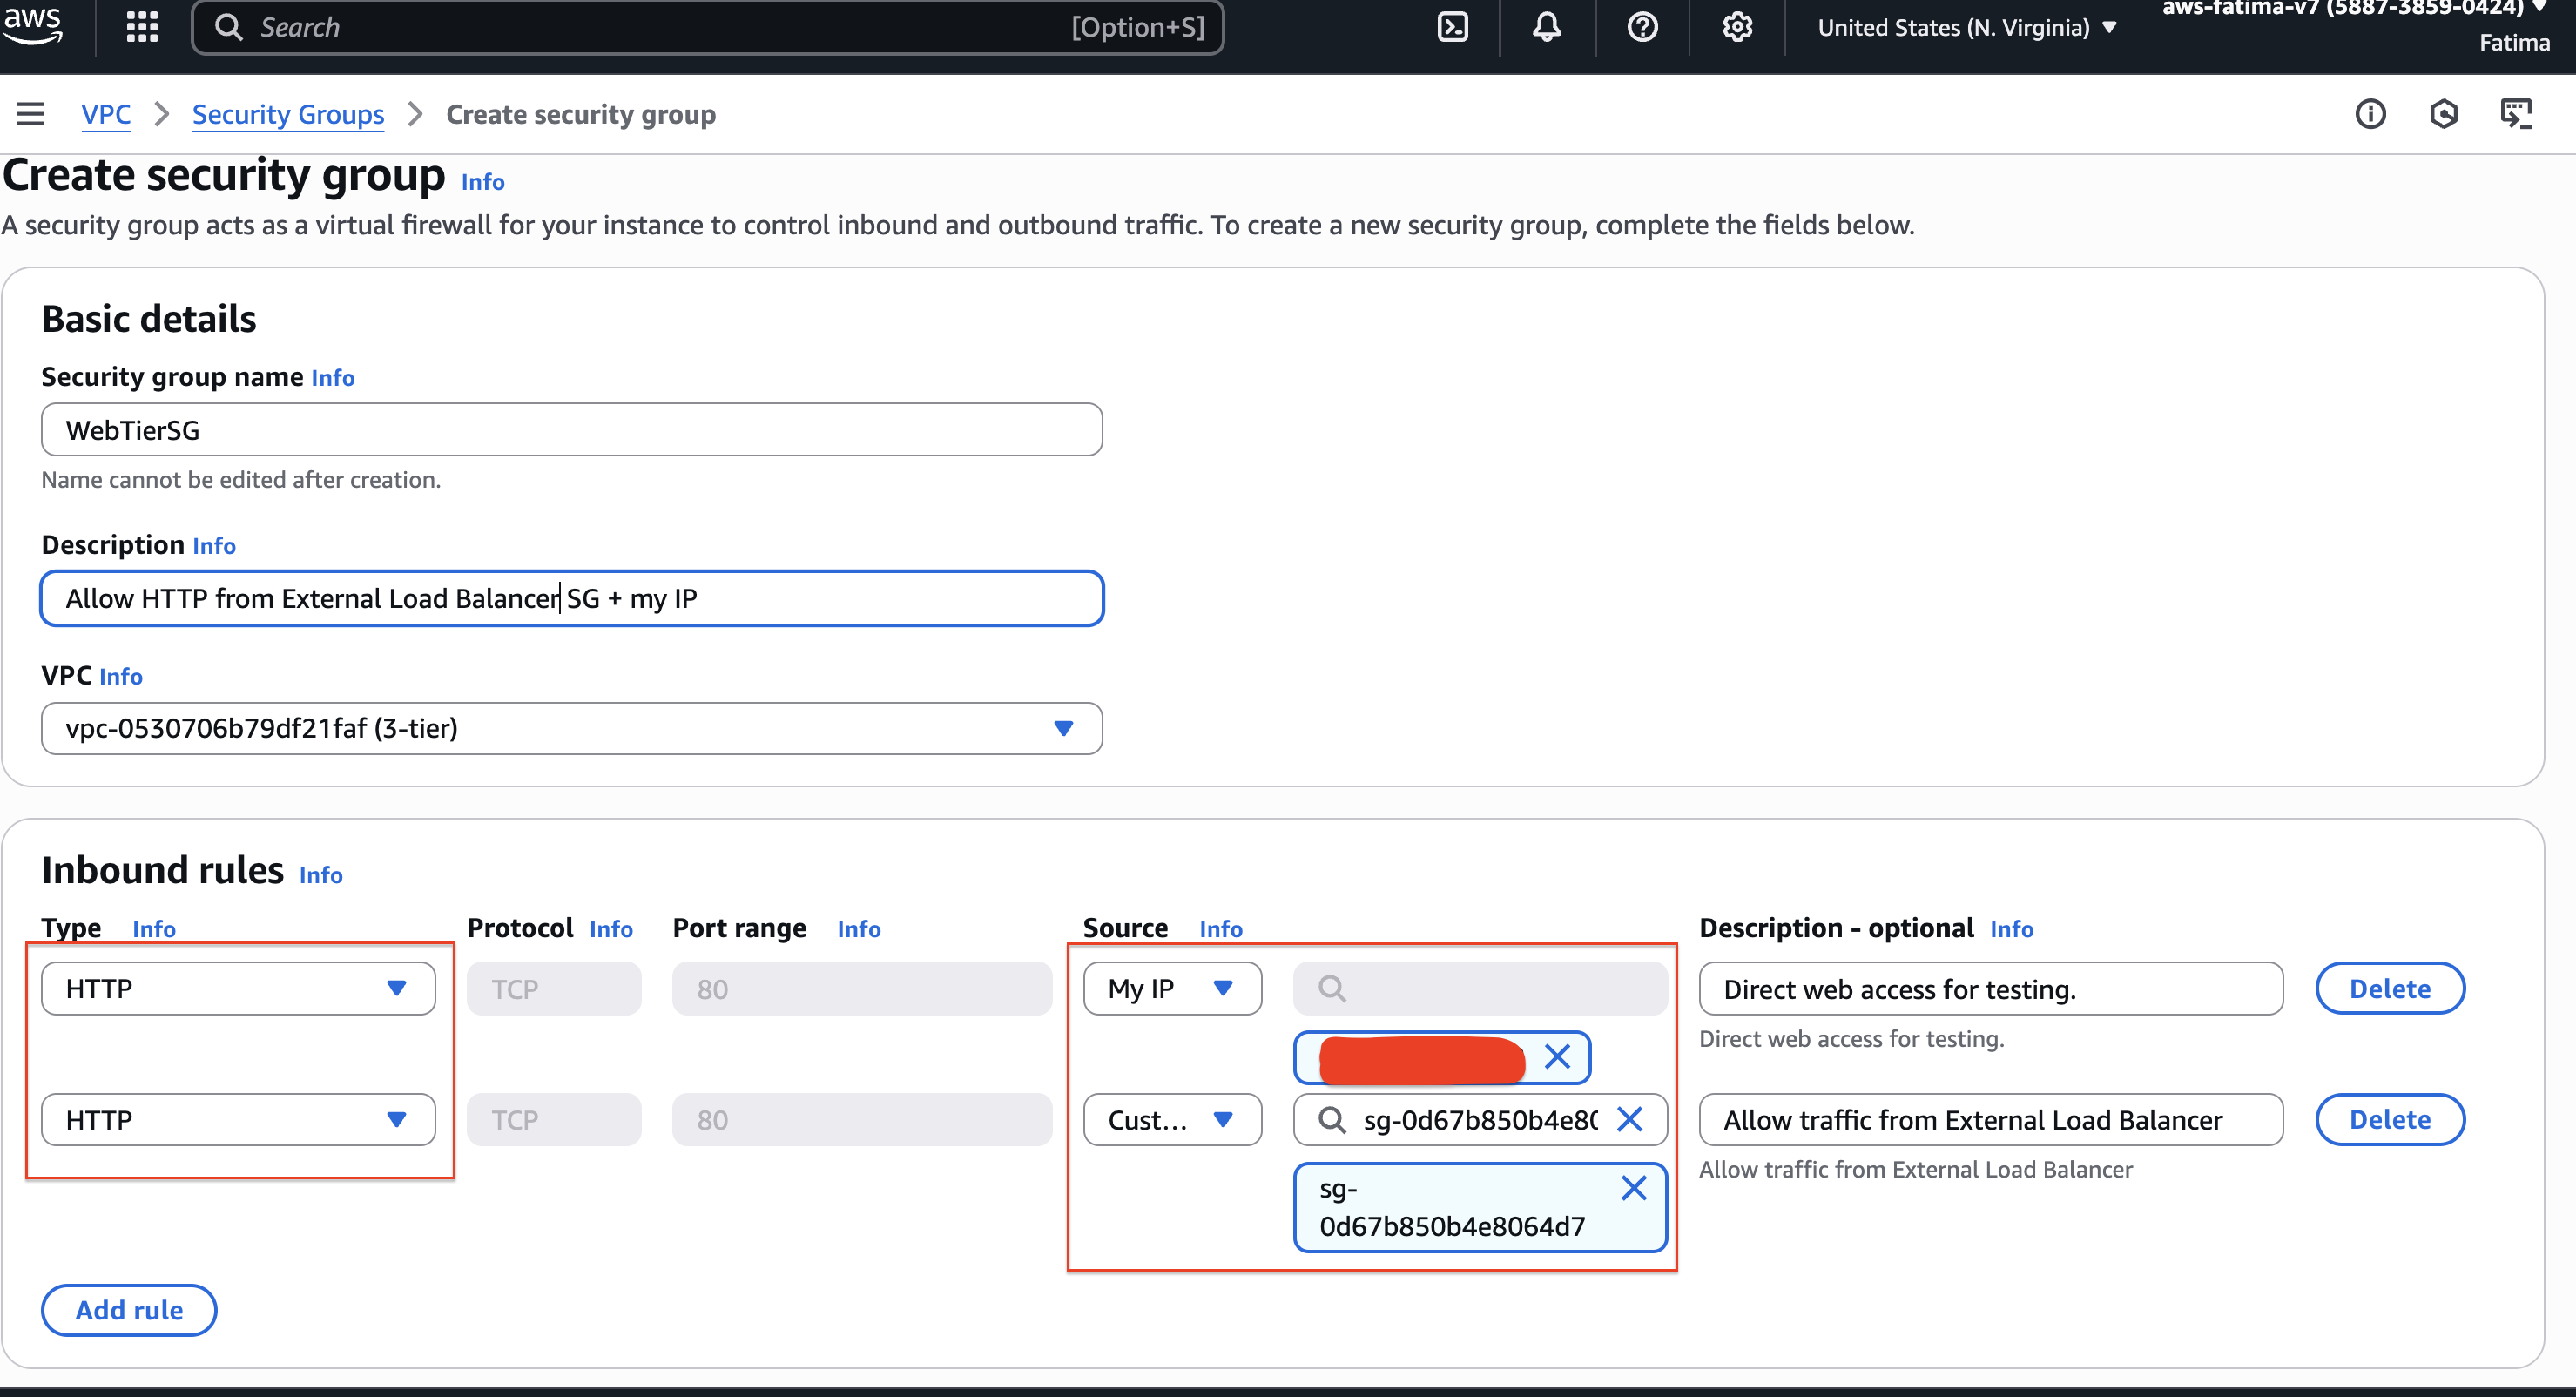 aws
Search
[Option+S]
United States (N. Virginia)
aws-fatima-v7 (5887-3859-0424)
Fatima
VPC
Security Groups
Create security group
Create security group Info
A security group acts as a virtual firewall for your instance to control inbound and outbound traffic. To create a new security group, complete the fields below.
Basic details
Security group name Info
WebTierSG
Name cannot be edited after creation.
Description Info
Allow HTTP from External Load Balancer SG + my IP
VPC Info
vpc-0530706b79df21faf (3-tier)
Inbound rules Info
Type Info Protocol Info Port range Info Source Info Description - optional Info
HTTP TCP 80 My IP Direct web access for testing. Delete
Direct web access for testing.
HTTP TCP 80 Cust... sg-0d67b850b4e80 Allow traffic from External Load Balancer Delete
Allow traffic from External Load Balancer
sg-
0d67b850b4e8064d7
Add rule